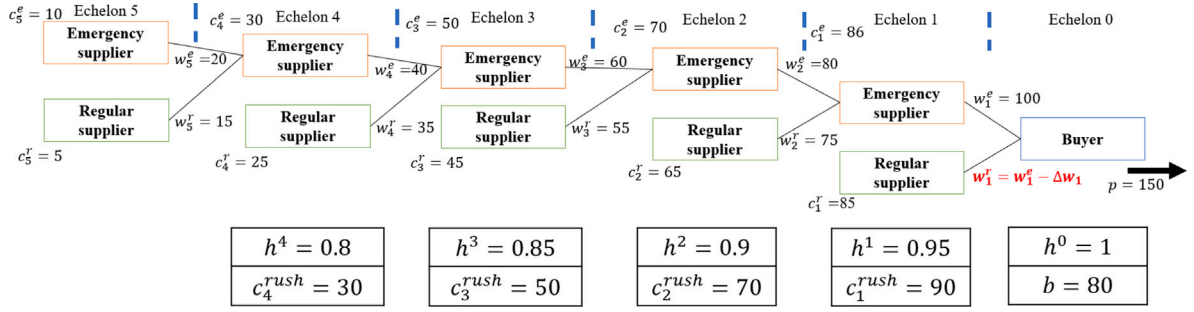 c_5^e = 10
Echelon 5
Echelon 4
Echelon 3
Echelon 2
Echelon 1
Echelon 0
c_4^e = 30
c_3^e = 50
c_2^e = 70
c_1^e = 86
Emergency
supplier
w_5^e = 20
Regular
supplier
w_5^r = 15
c_5^r = 5
Emergency
supplier
w_4^e = 40
Regular
supplier
w_4^r = 35
c_4^r = 25
Emergency
supplier
w_3^e = 60
Regular
supplier
w_3^r = 55
c_3^r = 45
Emergency
supplier
w_2^e = 80
Regular
supplier
w_2^r = 75
c_2^r = 65
Emergency
supplier
w_1^e = 100
Regular
supplier
w_1^r = w_1^e − Δw_1
c_1^r =85
Buyer
p = 150
h^4 = 0.8
c_4^{rush} = 30
h^3 = 0.85
c_3^{rush} = 50
h^2 = 0.9
c_2^{rush} = 70
h^1 = 0.95
c_1^{rush} = 90
h^0 = 1
b = 80